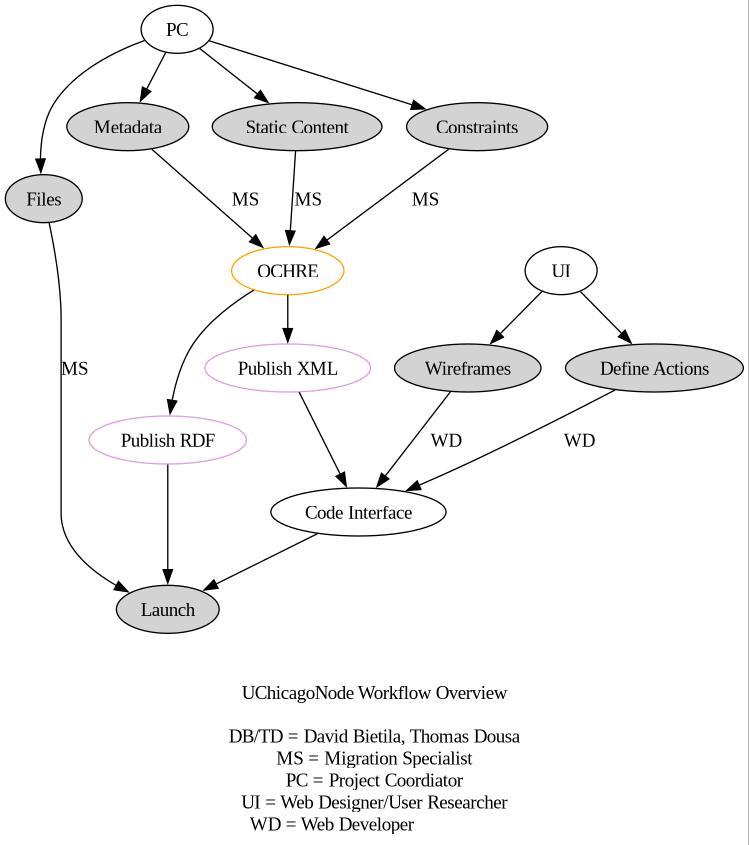 PC
Metadata
Static Content
Constraints
Files
MS
MS
MS
OCHRE
UI
MS
Publish XML
Wireframes
Define Actions
Publish RDF
WD
WD
Code Interface
Launch
UChicagoNode Workflow Overview
DB/TD = David Bietila, Thomas Dousa
MS = Migration Specialist
PC = Project Coordiator
UI = Web Designer/User Researcher
WD = Web Developer